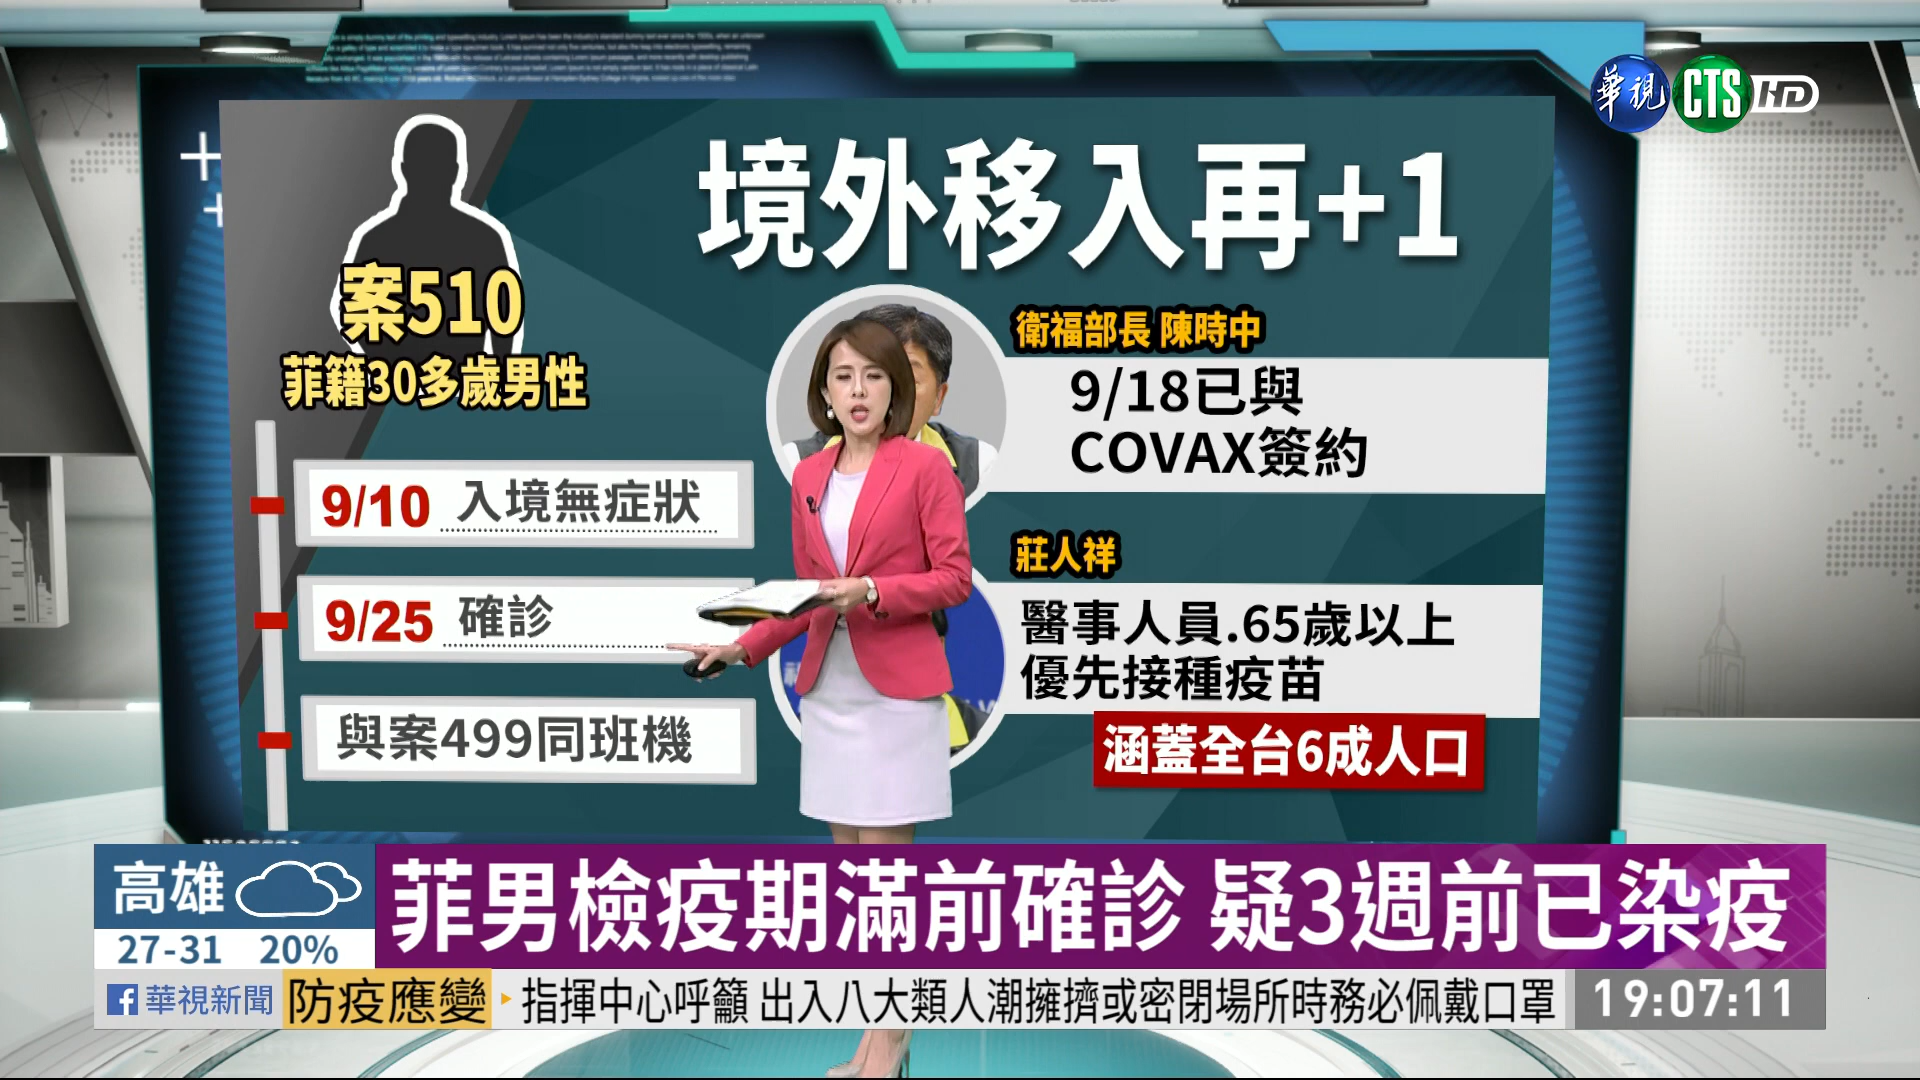 華視 CTS HD
境外移入再+1
案510
菲籍30多歲男性
9/10 入境無症狀
9/25 確診
與案499同班機
衛福部長 陳時中
9/18已與
COVAX簽約
莊人祥
醫事人員.65歲以上
優先接種疫苗
涵蓋全台6成人口
高雄
27-31 20%
菲男檢疫期滿前確診 疑3週前已染疫
華視新聞
防疫應變
指揮中心呼籲 出入八大類人潮擁擠或密閉場所時務必佩戴口罩
19:07:11